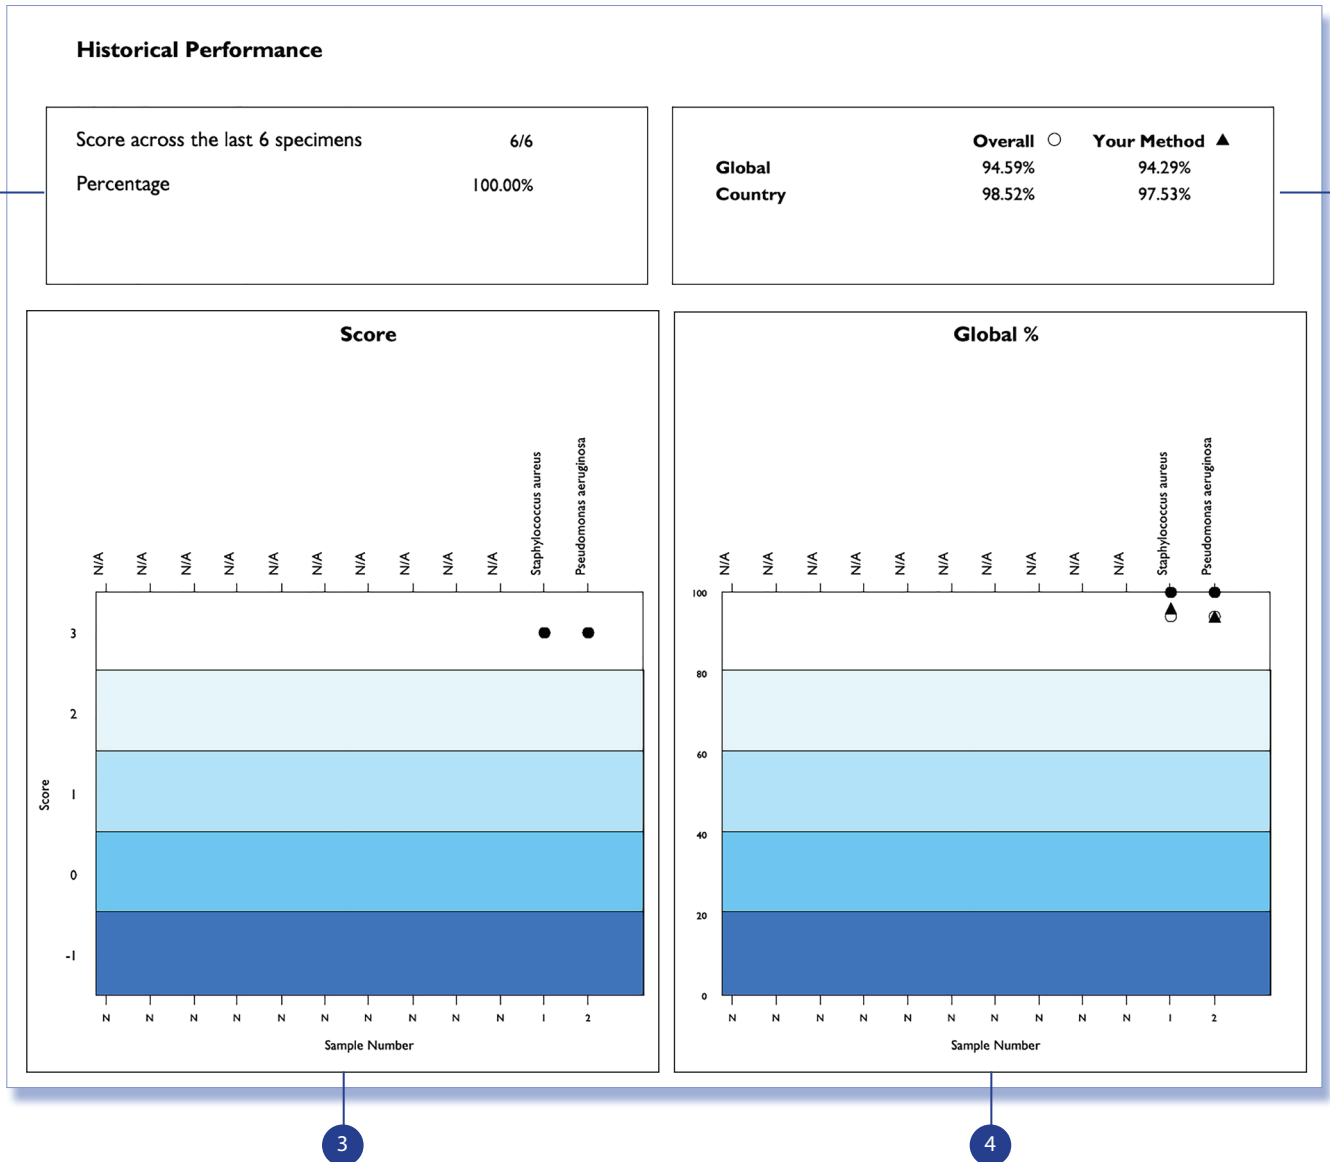 Historical Performance
Score across the last 6 specimens 6/6
Percentage 100.00%
Overall Your Method
Global 94.59% 94.29%
Country 98.52% 97.53%
Score
N/A N/A N/A N/A N/A N/A N/A N/A N/A N/A Staphylococcus aureus Pseudomonas aeruginosa
3
2
1
0
-1
Score
N N N N N N N N N N 1 2
Sample Number
3
Global %
N/A N/A N/A N/A N/A N/A N/A N/A N/A N/A Staphylococcus aureus Pseudomonas aeruginosa
100
80
60
40
20
0
N N N N N N N N N N 1 2
Sample Number
4